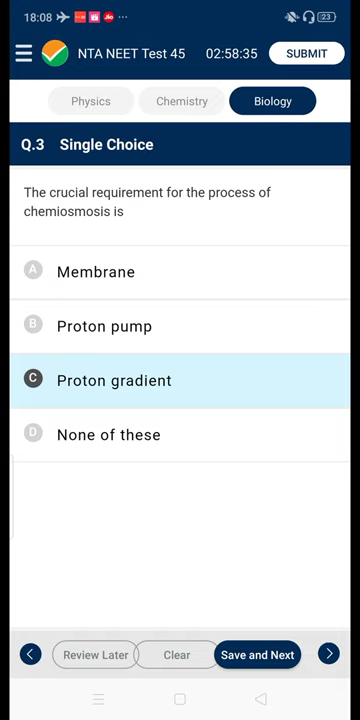 18:08 Jio ... 23
NTA NEET Test 45 02:58:35 SUBMIT
Physics Chemistry Biology
Q.3 Single Choice
The crucial requirement for the process of
chemiosmosis is
A Membrane
B Proton pump
C Proton gradient
D None of these
Review Later Clear Save and Next